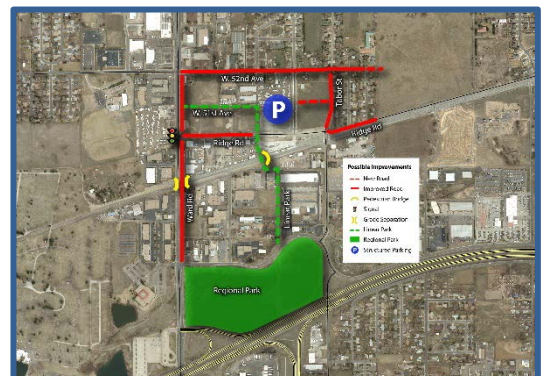 W. 52nd Ave
P
Tabor St
W. 51st Ave
Ridge Rd
Ridge Rd
Ward Rd
Linear Park
Regional Park
Possible Improvements
New Road
Improved Road
Pedestrian Bridge
Signal
Grade Separation
Linear Park
Regional Park
P Structured Parking